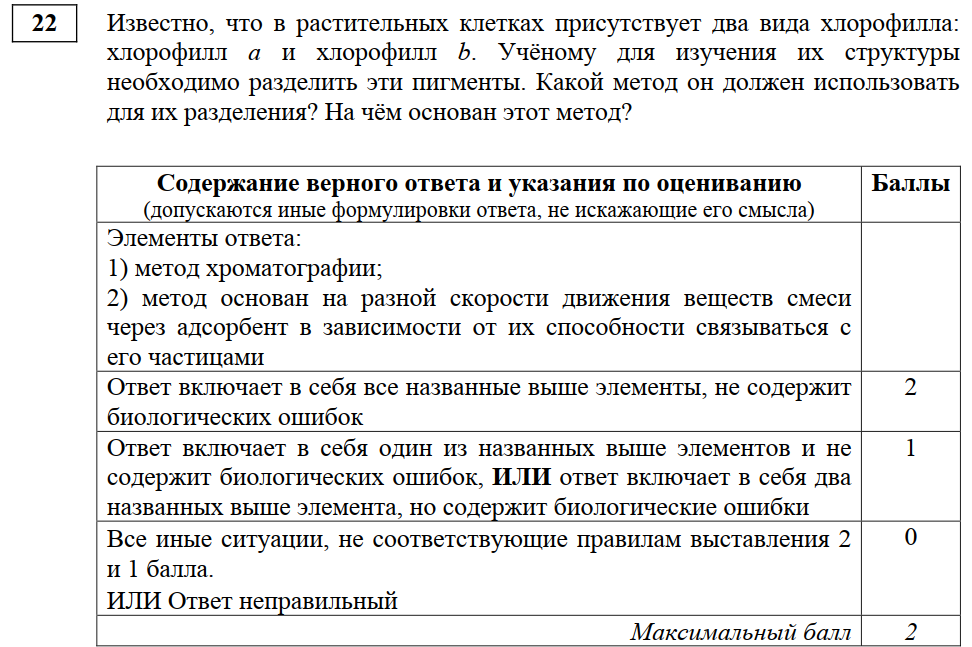 22 Известно, что в растительных клетках присутствует два вида хлорофилла:
хлорофилл a и хлорофилл b. Учёному для изучения их структуры
необходимо разделить эти пигменты. Какой метод он должен использовать
для их разделения? На чём основан этот метод?
Содержание верного ответа и указания по оцениванию Баллы
(допускаются иные формулировки ответа, не искажающие его смысла)
Элементы ответа:
1) метод хроматографии;
2) метод основан на разной скорости движения веществ смеси
через адсорбент в зависимости от их способности связываться с
его частицами
Ответ включает в себя все названные выше элементы, не содержит 2
биологических ошибок
Ответ включает в себя один из названных выше элементов и не 1
содержит биологических ошибок, ИЛИ ответ включает в себя два
названных выше элемента, но содержит биологические ошибки
Все иные ситуации, не соответствующие правилам выставления 2 0
и 1 балла.
ИЛИ Ответ неправильный
Максимальный балл 2